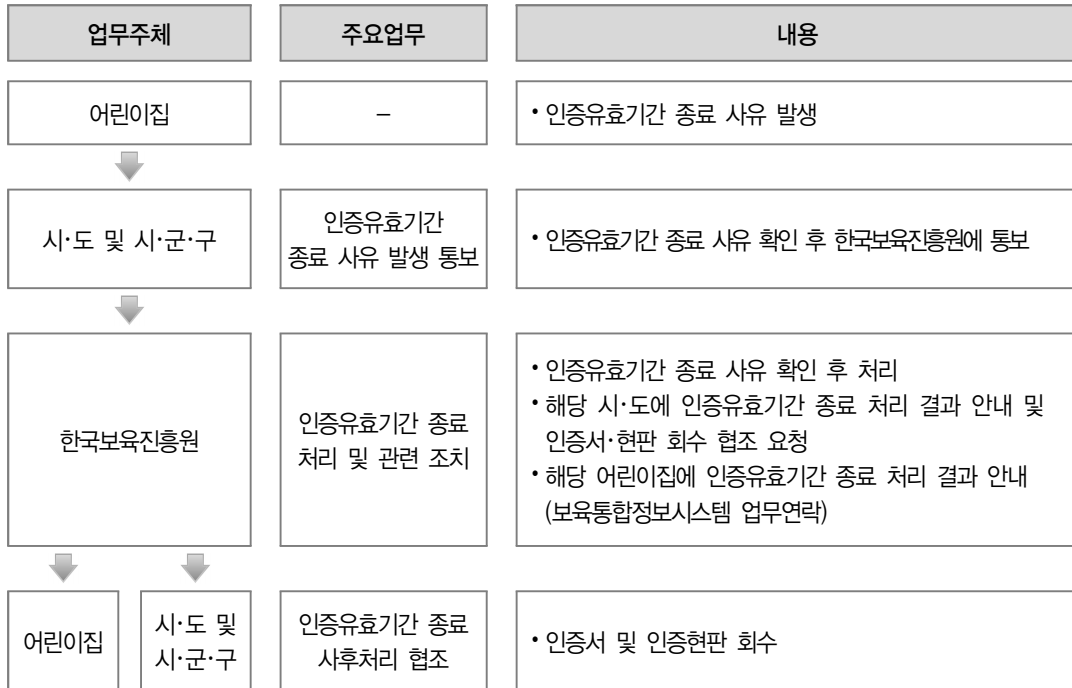 업무주체
주요업무
내용
어린이집
–
• 인증유효기간 종료 사유 발생
시·도 및 시·군·구
인증유효기간
종료 사유 발생 통보
• 인증유효기간 종료 사유 확인 후 한국보육진흥원에 통보
한국보육진흥원
인증유효기간 종료
처리 및 관련 조치
• 인증유효기간 종료 사유 확인 후 처리
• 해당 시·도에 인증유효기간 종료 처리 결과 안내 및
인증서·현판 회수 협조 요청
• 해당 어린이집에 인증유효기간 종료 처리 결과 안내
(보육통합정보시스템 업무연락)
어린이집
시·도 및
시·군·구
인증유효기간 종료
사후처리 협조
• 인증서 및 인증현판 회수